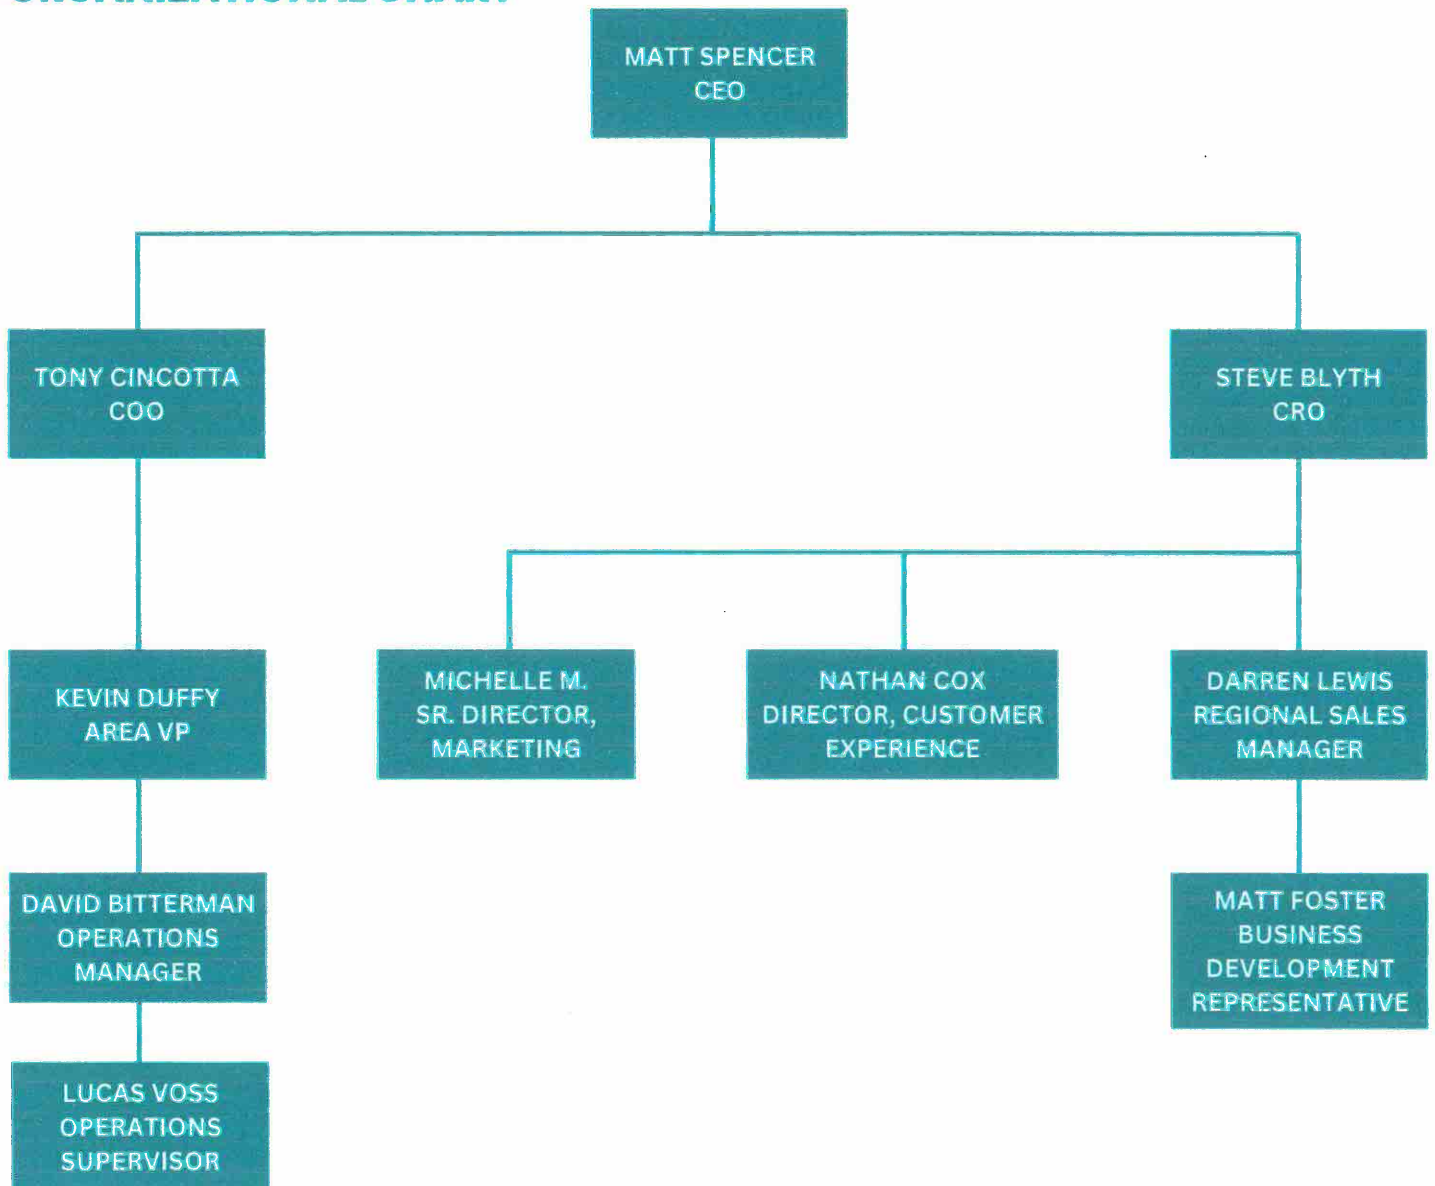 MATT SPENCER
CEO
TONY CINCOTTA
COO
STEVE BLYTH
CRO
KEVIN DUFFY
AREA VP
MICHELLE M.
SR. DIRECTOR,
MARKETING
NATHAN COX
DIRECTOR, CUSTOMER
EXPERIENCE
DARREN LEWIS
REGIONAL SALES
MANAGER
DAVID BITTERMAN
OPERATIONS
MANAGER
MATT FOSTER
BUSINESS
DEVELOPMENT
REPRESENTATIVE
LUCAS VOSS
OPERATIONS
SUPERVISOR